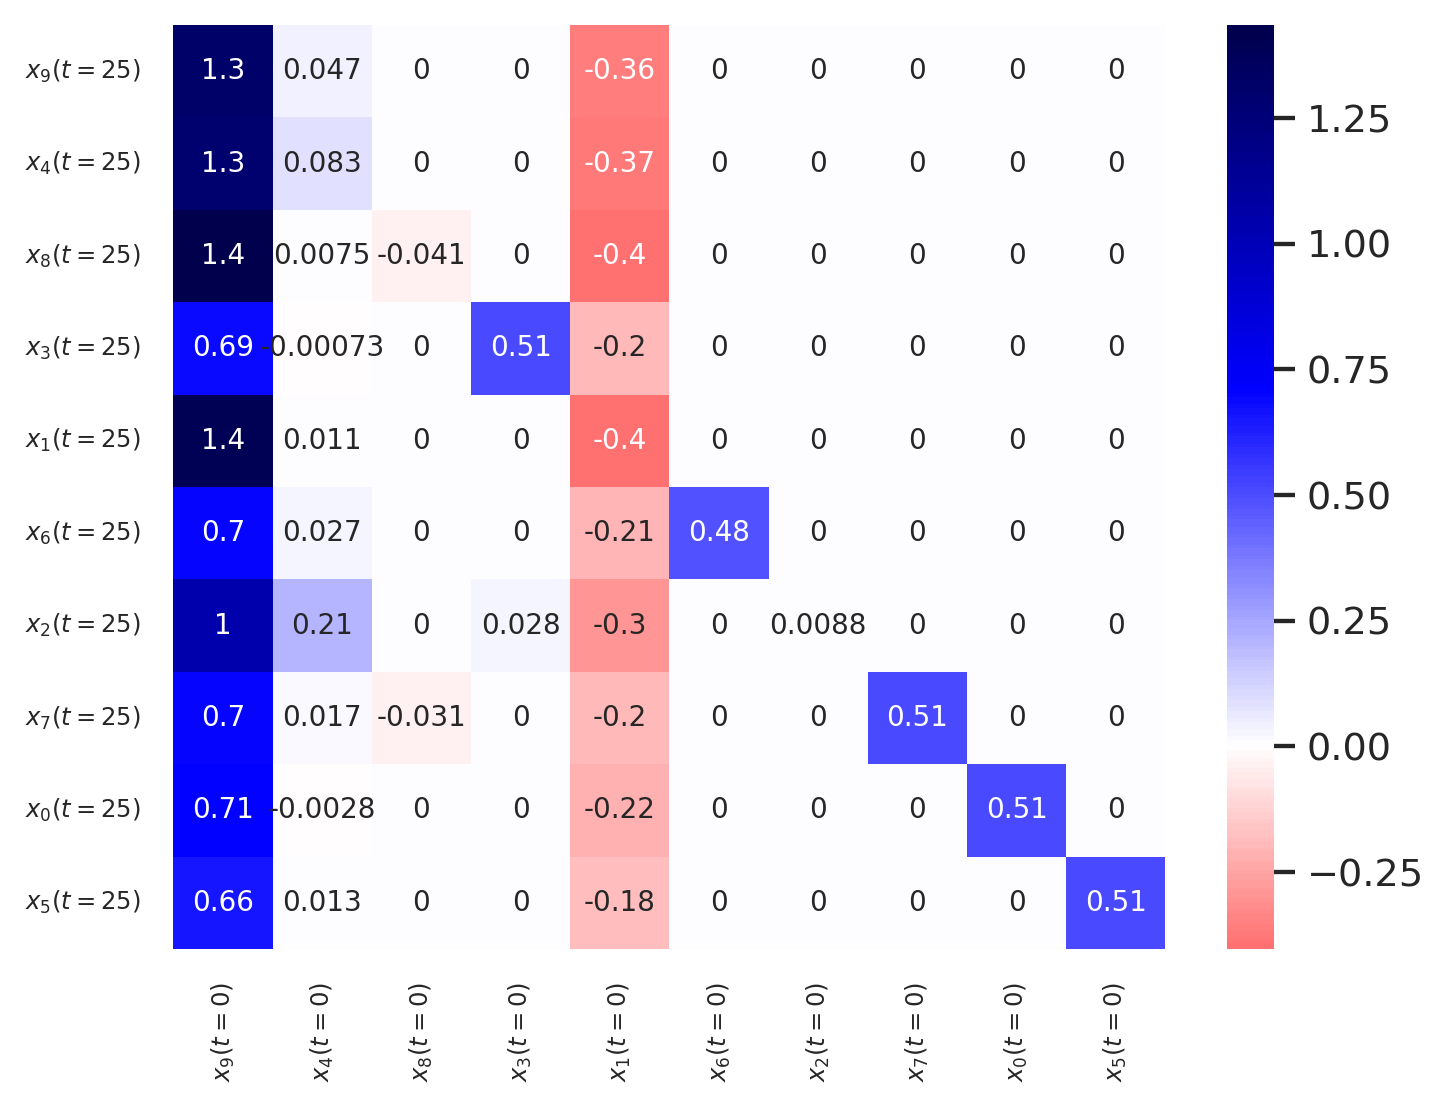 x₉(t = 25) 1.3 0.047 0 0 -0.36 0 0 0 0 0
x₄(t = 25) 1.3 0.083 0 0 -0.37 0 0 0 0 0
x₈(t = 25) 1.4 0.0075 -0.041 0 -0.4 0 0 0 0 0
x₃(t = 25) 0.69 -0.00073 0 0.51 -0.2 0 0 0 0 0
x₁(t = 25) 1.4 0.011 0 0 -0.4 0 0 0 0 0
x₆(t = 25) 0.7 0.027 0 0 -0.21 0.48 0 0 0 0
x₂(t = 25) 1 0.21 0 0.028 -0.3 0 0.0088 0 0 0
x₇(t = 25) 0.7 0.017 -0.031 0 -0.2 0 0 0.51 0 0
x₀(t = 25) 0.71 -0.0028 0 0 -0.22 0 0 0 0.51 0
x₅(t = 25) 0.66 0.013 0 0 -0.18 0 0 0 0 0.51
x₉(t = 0)
x₄(t = 0)
x₈(t = 0)
x₃(t = 0)
x₁(t = 0)
x₆(t = 0)
x₂(t = 0)
x₇(t = 0)
x₀(t = 0)
x₅(t = 0)
1.25
1.00
0.75
0.50
0.25
0.00
−0.25